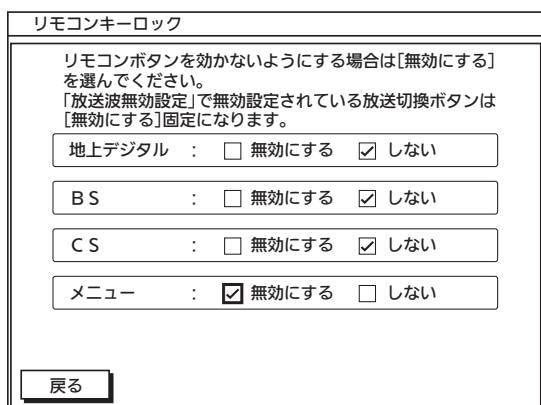 リモコンキーロック
リモコンボタンを効かないようにする場合は[無効にする]
を選んでください。
「放送波無効設定」で無効設定されている放送切換ボタンは
[無効にする]固定になります。
地上デジタル : 無効にする しない
BS : 無効にする しない
CS : 無効にする しない
メニュー : 無効にする しない
戻る